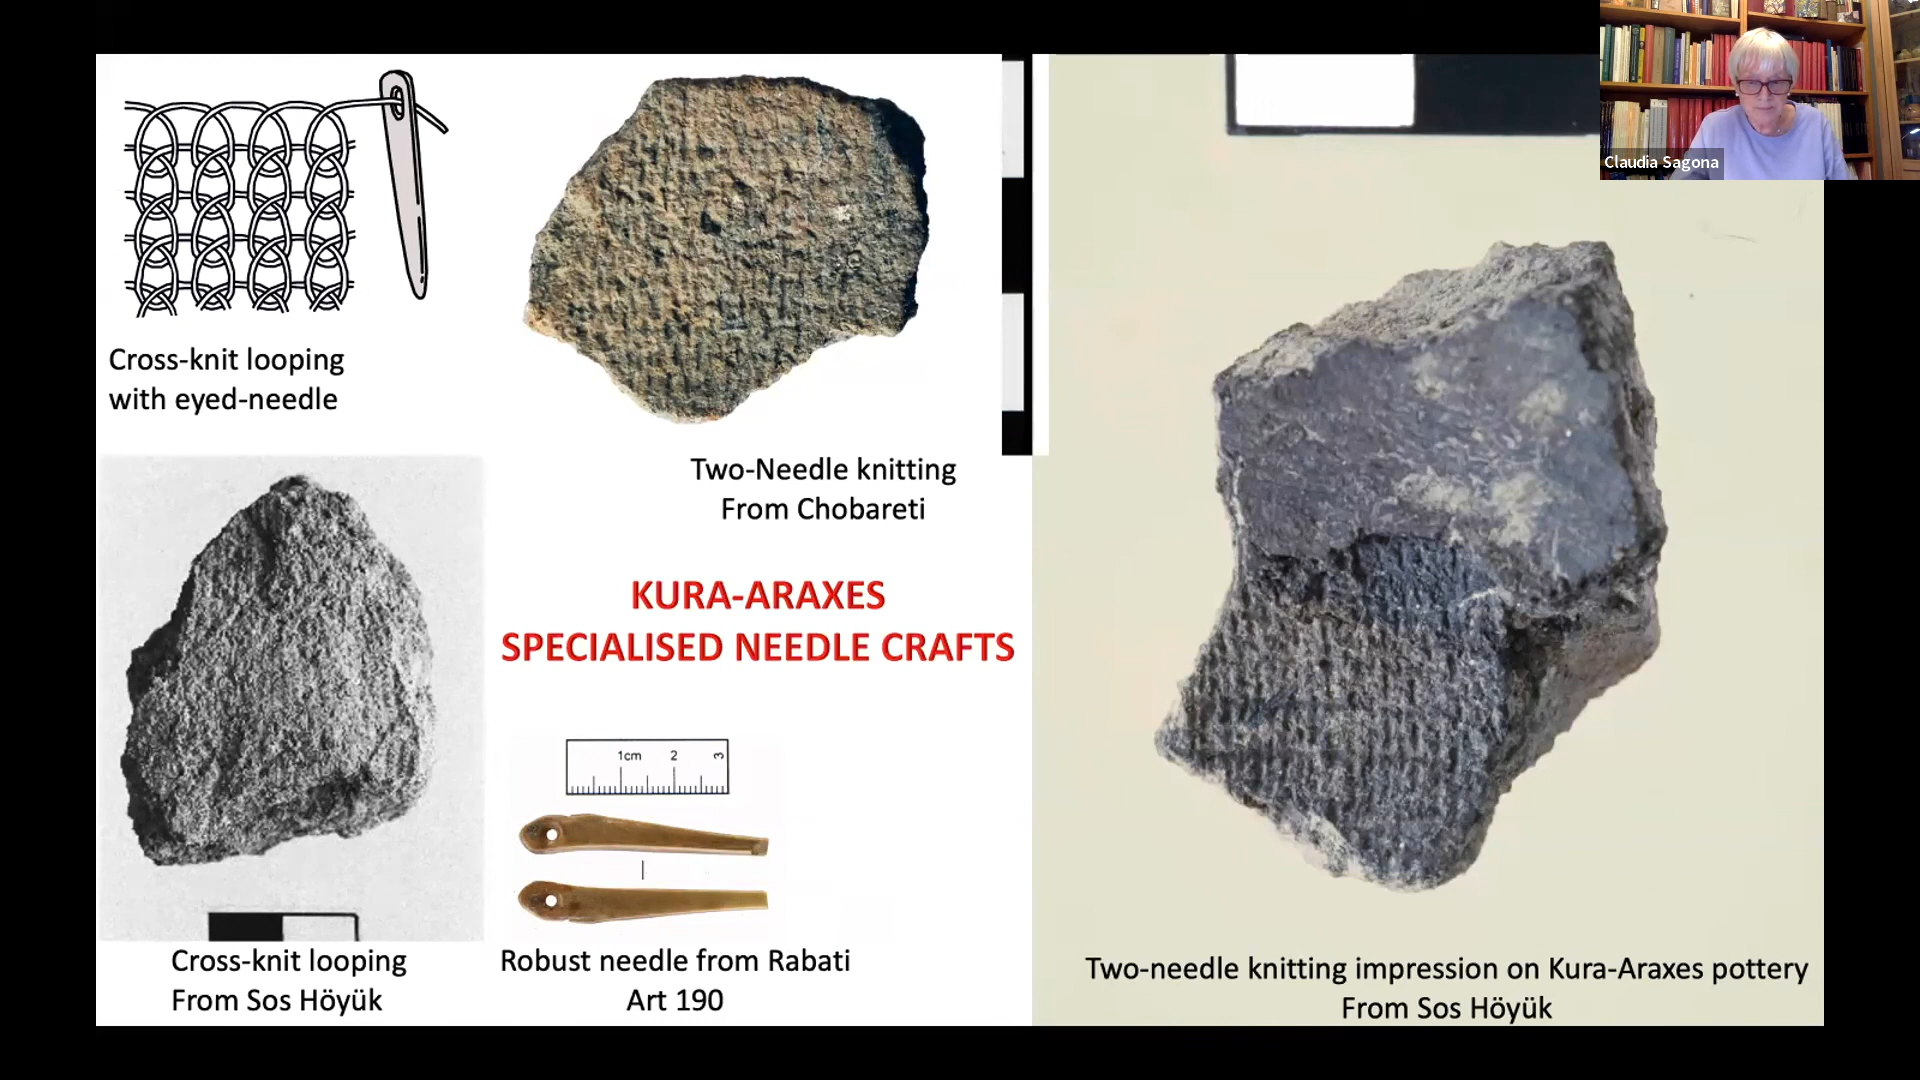 Claudia Sagona
Cross-knit looping
with eyed-needle
Two-Needle knitting
From Chobareti
KURA-ARAXES
SPECIALISED NEEDLE CRAFTS
1cm 2 3
Cross-knit looping
From Sos Höyük
Robust needle from Rabati
Art 190
Two-needle knitting impression on Kura-Araxes pottery
From Sos Höyük